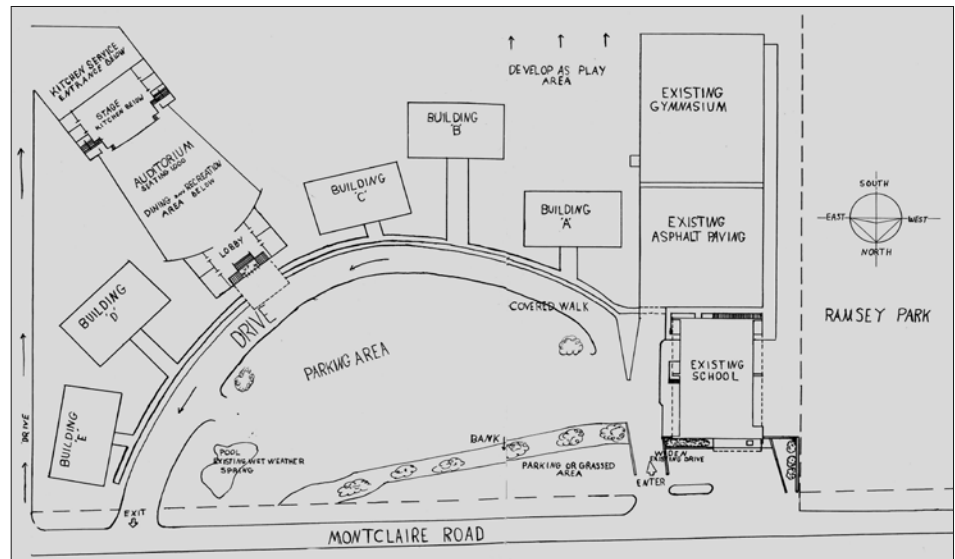 KITCHEN SERVICE
ENTRANCE BELOW
STAGE
KITCHEN BELOW
AUDITORIUM
SEATING 1000
DINING AND RECREATION
AREA BELOW
LOBBY
DEVELOP AS PLAY
AREA
BUILDING
'B'
BUILDING
'C'
BUILDING
'A'
EXISTING
GYMNASIUM
EXISTING
ASPHALT PAVING
SOUTH
EAST
WEST
NORTH
RAMSEY PARK
BUILDING
'D'
DRIVE
COVERED WALK
PARKING AREA
EXISTING
SCHOOL
BUILDING
'E'
DRIVE
POOL
EXISTING WET WEATHER
SPRING
BANK
PARKING OR GRASSED
AREA
WIDEN
EXISTING DRIVE
ENTER
EXIT
MONTCLAIRE ROAD